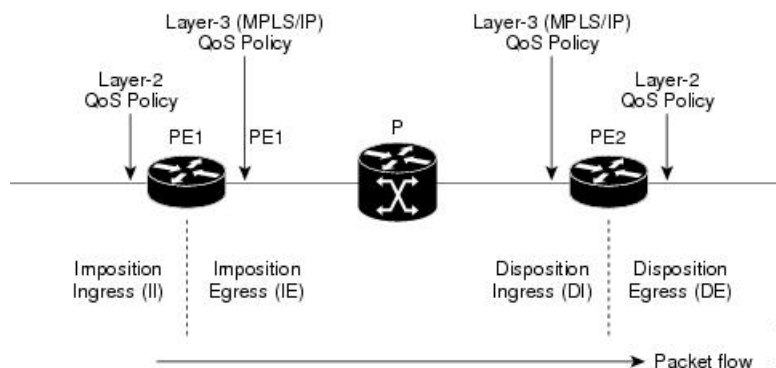 Layer-3 (MPLS/IP)
QoS Policy
Layer-3 (MPLS/IP)
QoS Policy
Layer-2
QoS Policy
Layer-2
QoS Policy
PE1
PE1
P
PE2
Imposition
Ingress (II)
Imposition
Egress (IE)
Disposition
Ingress (DI)
Disposition
Egress (DE)
Packet flow